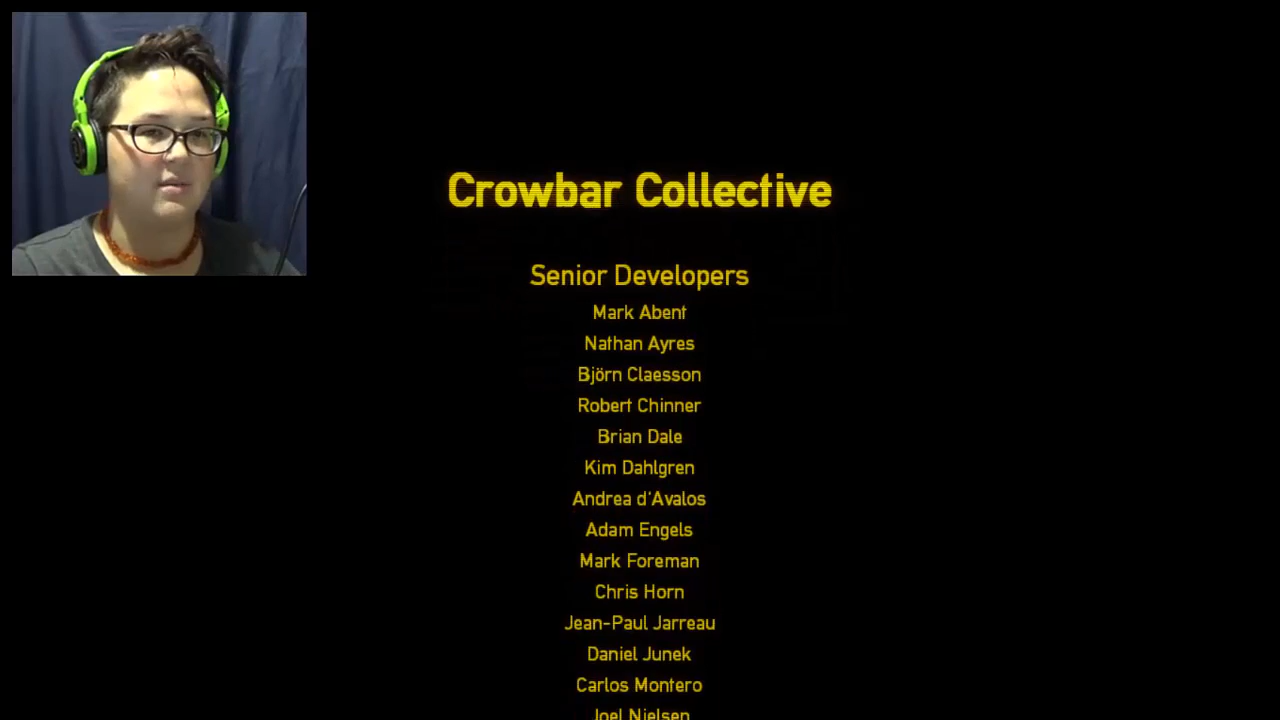 Crowbar Collective
Senior Developers
Mark Abent
Nathan Ayres
Björn Claesson
Robert Chinner
Brian Dale
Kim Dahlgren
Andrea d'Avalos
Adam Engels
Mark Foreman
Chris Horn
Jean-Paul Jarreau
Daniel Junek
Carlos Montero
Joel Nielsen